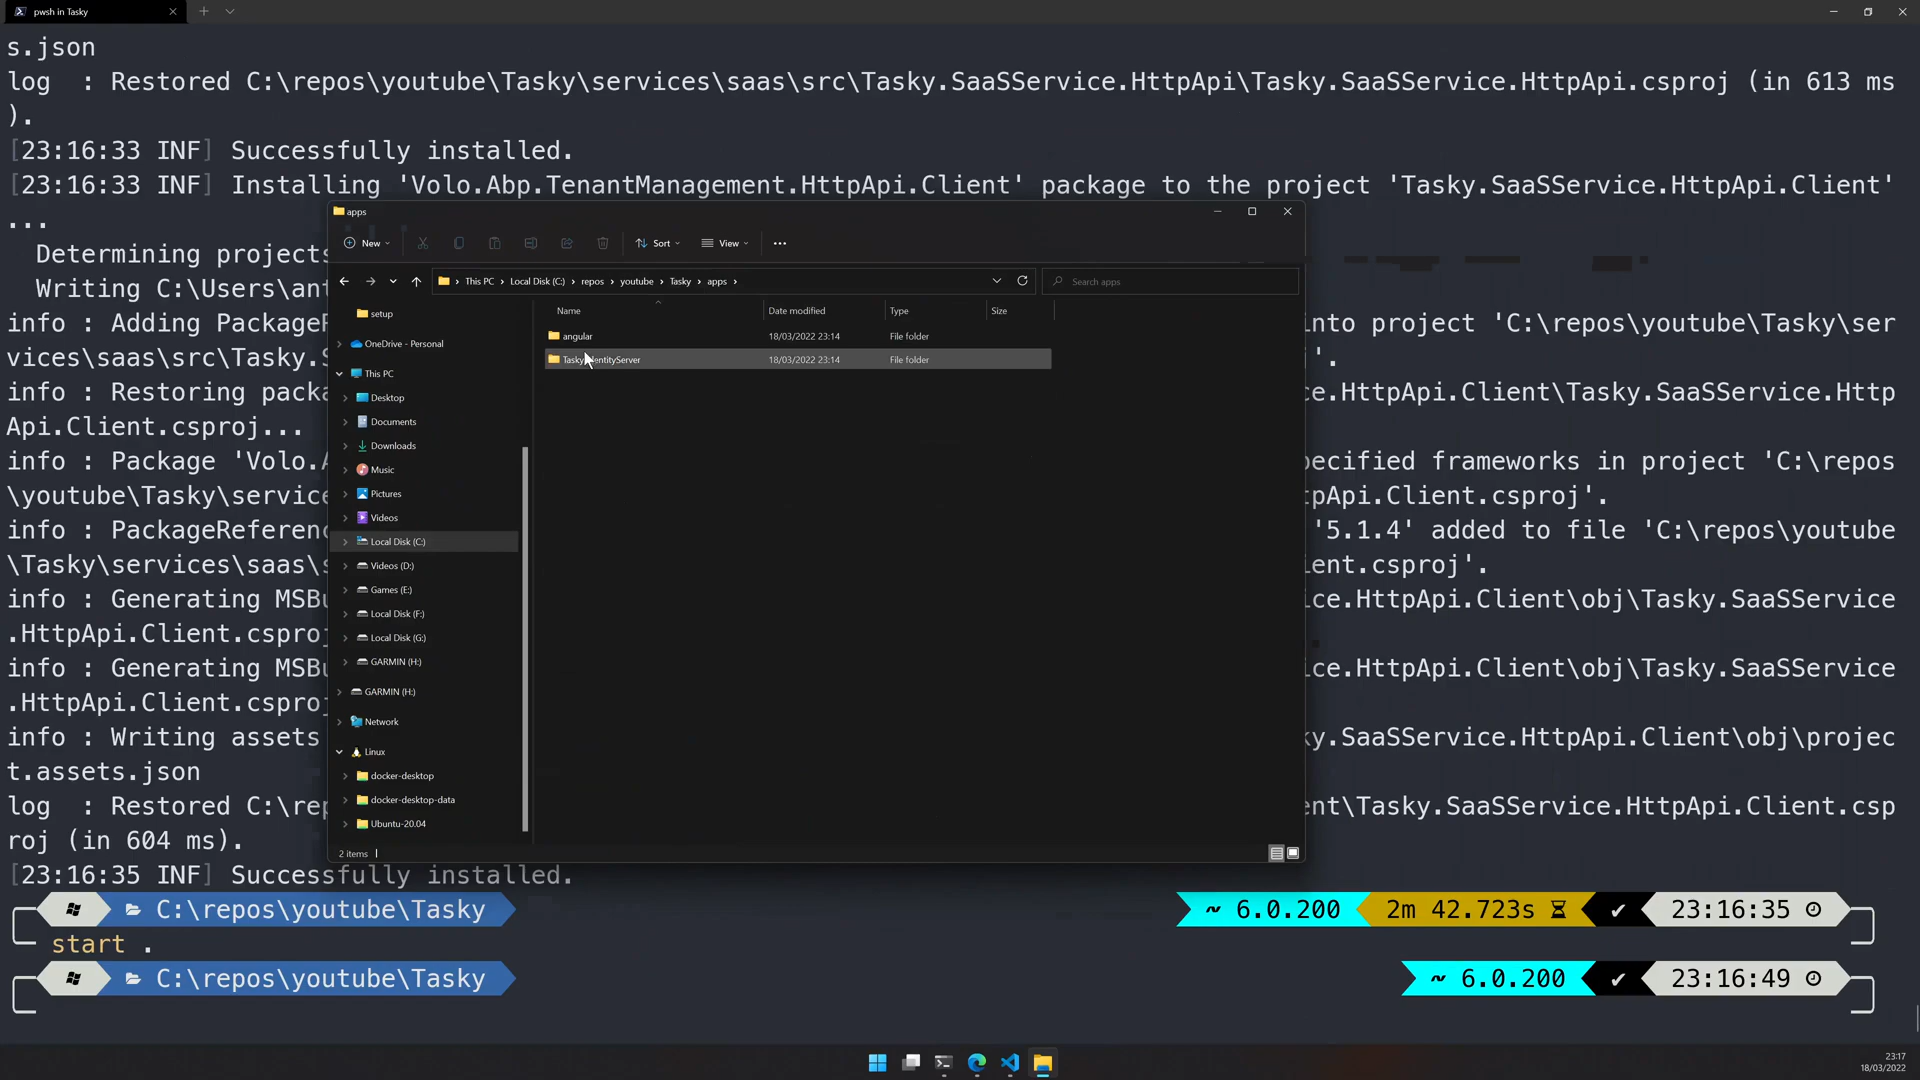 pwsh in Tasky
s.json
log  : Restored C:\repos\youtube\Tasky\services\saas\src\Tasky.SaaSService.HttpApi\Tasky.SaaSService.HttpApi.csproj (in 613 ms
).
[23:16:33 INF] Successfully installed.
[23:16:33 INF] Installing 'Volo.Abp.TenantManagement.HttpApi.Client' package to the project 'Tasky.SaaSService.HttpApi.Client'
...
Determining projects
Writing C:\Users\ant
info : Adding PackageR
into project 'C:\repos\youtube\Tasky\ser
vices\saas\src\Tasky.S
'.
info : Restoring packa
ce.HttpApi.Client\Tasky.SaaSService.Http
Api.Client.csproj...
info : Package 'Volo.A
pecified frameworks in project 'C:\repos
\youtube\Tasky\service
tpApi.Client.csproj'.
info : PackageReferenc
'5.1.4' added to file 'C:\repos\youtube
\Tasky\services\saas\s
ient.csproj'.
info : Generating MSBu
ice.HttpApi.Client\obj\Tasky.SaaSService
.HttpApi.Client.csproj
info : Generating MSBu
ice.HttpApi.Client\obj\Tasky.SaaSService
.HttpApi.Client.csproj
info : Writing assets
ky.SaaSService.HttpApi.Client\obj\projec
t.assets.json
log  : Restored C:\rep
ent\Tasky.SaaSService.HttpApi.Client.csp
roj (in 604 ms).
[23:16:35 INF] Successfully installed.
C:\repos\youtube\Tasky
6.0.200 2m 42.723s ✔ 23:16:35
start .
C:\repos\youtube\Tasky
6.0.200 ✔ 23:16:49
apps
New Sort View
This PC > Local Disk (C:) > repos > youtube > Tasky > apps >
Search apps
Name Date modified Type Size
angular 18/03/2022 23:14 File folder
18/03/2022 23:14 File folder
setup
OneDrive - Personal
This PC
Desktop
Documents
Downloads
Music
Pictures
Videos
Local Disk (C:)
Videos (D:)
Games (E:)
Local Disk (F:)
Local Disk (G:)
GARMIN (H:)
GARMIN (H:)
Network
Linux
docker-desktop
docker-desktop-data
Ubuntu-20.04
2 items
23:17
18/03/2022